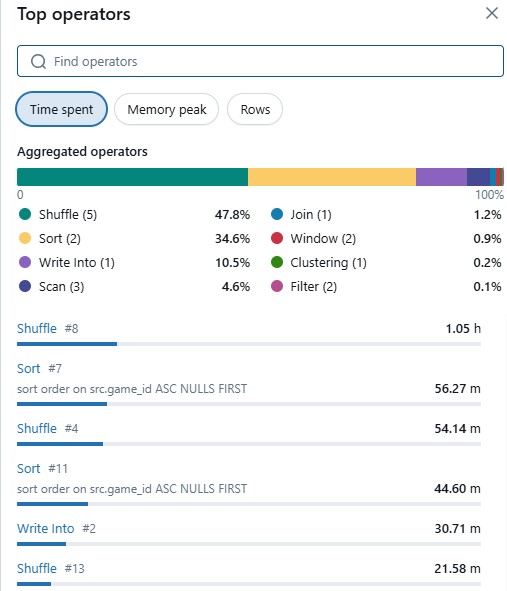 Top operators
Find operators
Time spent Memory peak Rows
Aggregated operators
0 100%
Shuffle (5) 47.8% Join (1) 1.2%
Sort (2) 34.6% Window (2) 0.9%
Write Into (1) 10.5% Clustering (1) 0.2%
Scan (3) 4.6% Filter (2) 0.1%
Shuffle #8 1.05 h
Sort #7
sort order on src.game_id ASC NULLS FIRST 56.27 m
Shuffle #4 54.14 m
Sort #11
sort order on src.game_id ASC NULLS FIRST 44.60 m
Write Into #2 30.71 m
Shuffle #13 21.58 m